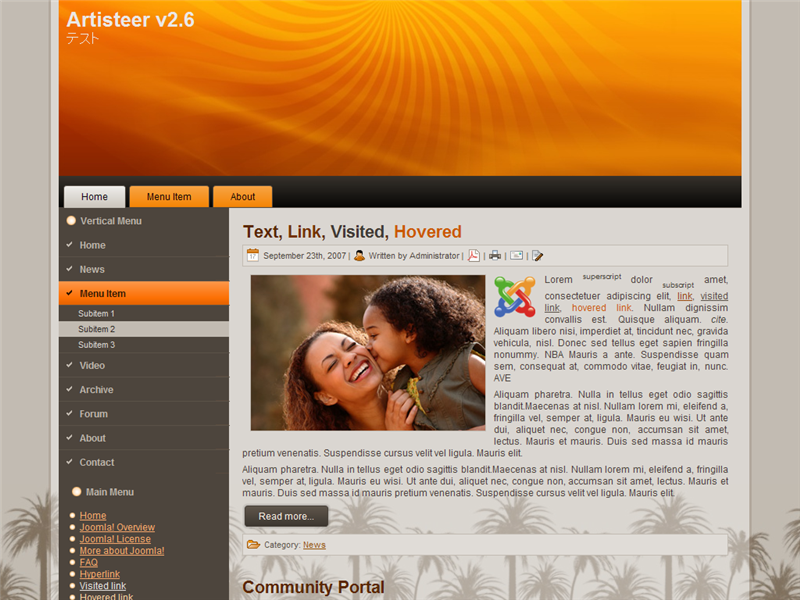 Artisteer v2.6
テスト
Home
Menu Item
About
Vertical Menu
Home
News
Menu Item
Subitem 1
Subitem 2
Subitem 3
Video
Archive
Forum
About
Contact
Main Menu
Home
Joomla! Overview
Joomla! License
More about Joomla!
FAQ
Hyperlink
Visited link
Hovered link
Text, Link, Visited, Hovered
September 23th, 2007 | Written by Administrator | | | |
Lorem superscript dolor subscript amet,
consectetuer adipiscing elit, link, visited
link, hovered link. Nullam dignissim
convallis est. Quisque aliquam. cite.
Aliquam libero nisi, imperdiet at, tincidunt nec, gravida
vehicula, nisl. Donec sed tellus eget sapien fringilla
nonummy. NBA Mauris a ante. Suspendisse quam
sem, consequat at, commodo vitae, feugiat in, nunc.
AVE
Aliquam pharetra. Nulla in tellus eget odio sagittis
blandit.Maecenas at nisl. Nullam lorem mi, eleifend a,
fringilla vel, semper at, ligula. Mauris eu wisi. Ut ante
dui, aliquet nec, congue non, accumsan sit amet,
lectus. Mauris et mauris. Duis sed massa id mauris
pretium venenatis. Suspendisse cursus velit vel ligula. Mauris elit.
Aliquam pharetra. Nulla in tellus eget odio sagittis blandit.Maecenas at nisl. Nullam lorem mi, eleifend a, fringilla
vel, semper at, ligula. Mauris eu wisi. Ut ante dui, aliquet nec, congue non, accumsan sit amet, lectus. Mauris et
mauris. Duis sed massa id mauris pretium venenatis. Suspendisse cursus velit vel ligula. Mauris elit.
Read more...
Category: News
Community Portal